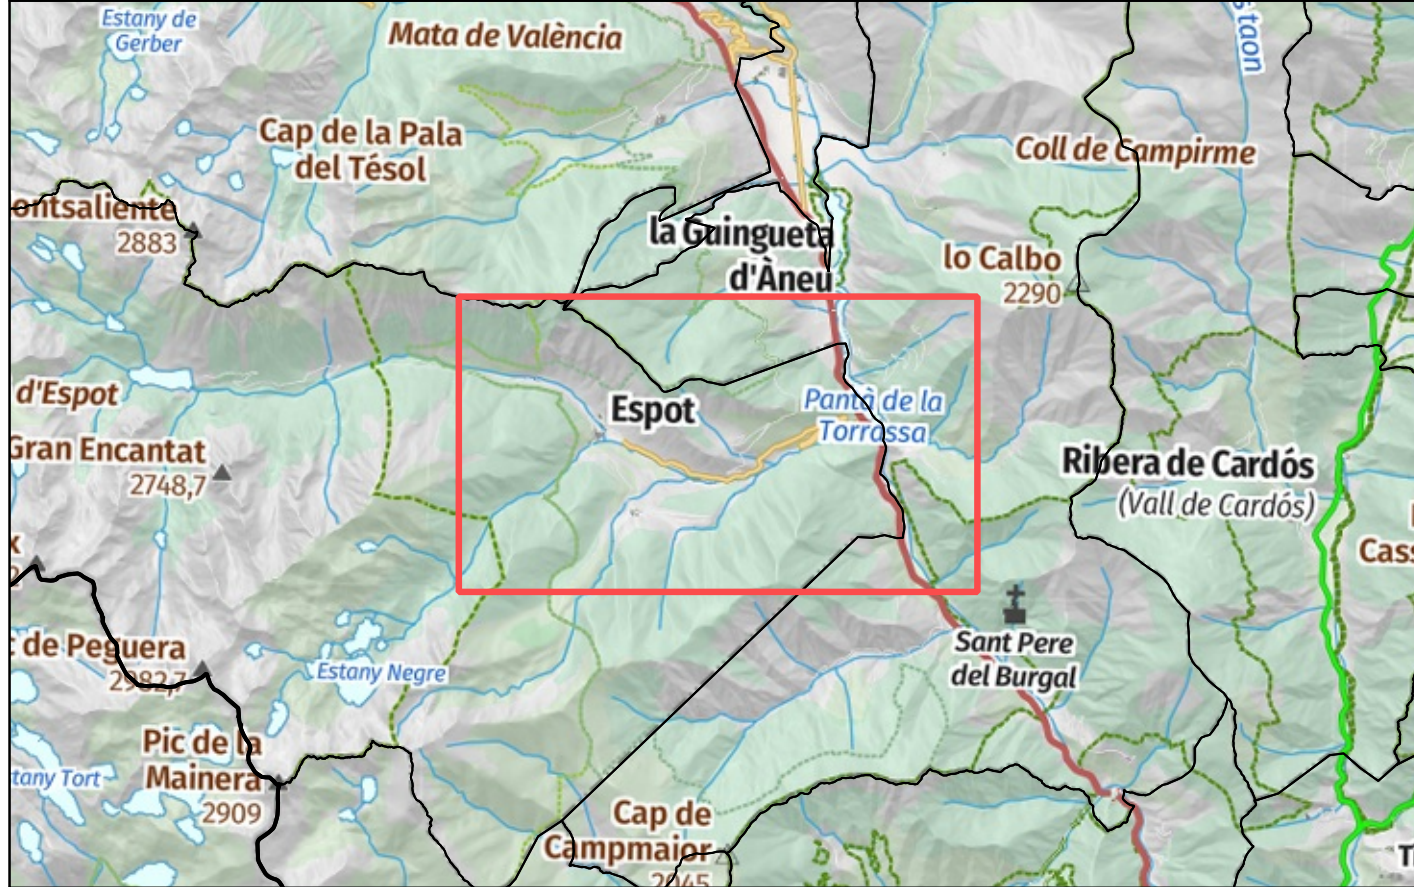 Estany de
Gerber
Mata de València
Cap de la Pala
del Tésol
Coll de Campirme
ontsaliente
2883
la Guingueta
d'Àneu
lo Calbo
2290
d'Espot
Espot
Pantà de la
Torrassa
Gran Encantat
2748,7
Ribera de Cardós
(Vall de Cardós)
Cass
de Peguera
2982,7
Estany Negre
Sant Pere
del Burgal
Pic de la
Mainera
2909
tany Tort
Cap de
Campmaior
2045